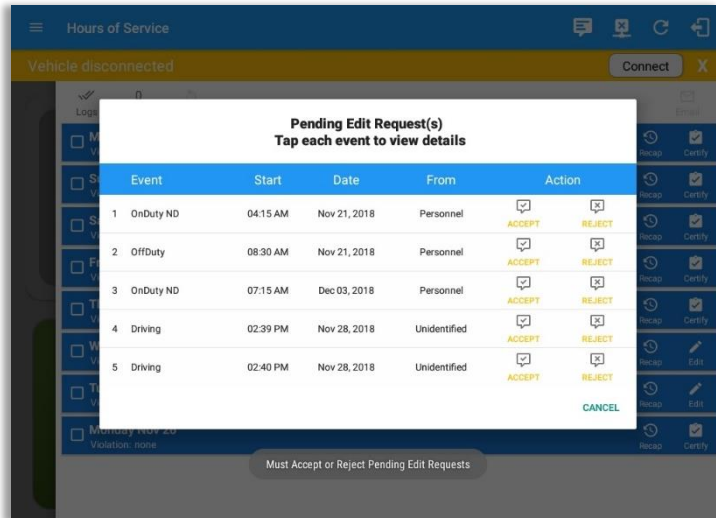 Hours of Service
Vehicle disconnected
Connect
X
Logs
Pending Edit Request(s)
Tap each event to view details
Event Start Date From Action
1 OnDuty ND 04:15 AM Nov 21, 2018 Personnel ACCEPT REJECT
2 OffDuty 08:30 AM Nov 21, 2018 Personnel ACCEPT REJECT
3 OnDuty ND 07:15 AM Dec 03, 2018 Personnel ACCEPT REJECT
4 Driving 02:39 PM Nov 28, 2018 Unidentified ACCEPT REJECT
5 Driving 02:40 PM Nov 28, 2018 Unidentified ACCEPT REJECT
CANCEL
Email
Recap Certify
Recap Certify
Recap Certify
Recap Certify
Recap Certify
Recap Edit
Recap Edit
Monday Nov 26
Violation: none
Recap Certify
Must Accept or Reject Pending Edit Requests